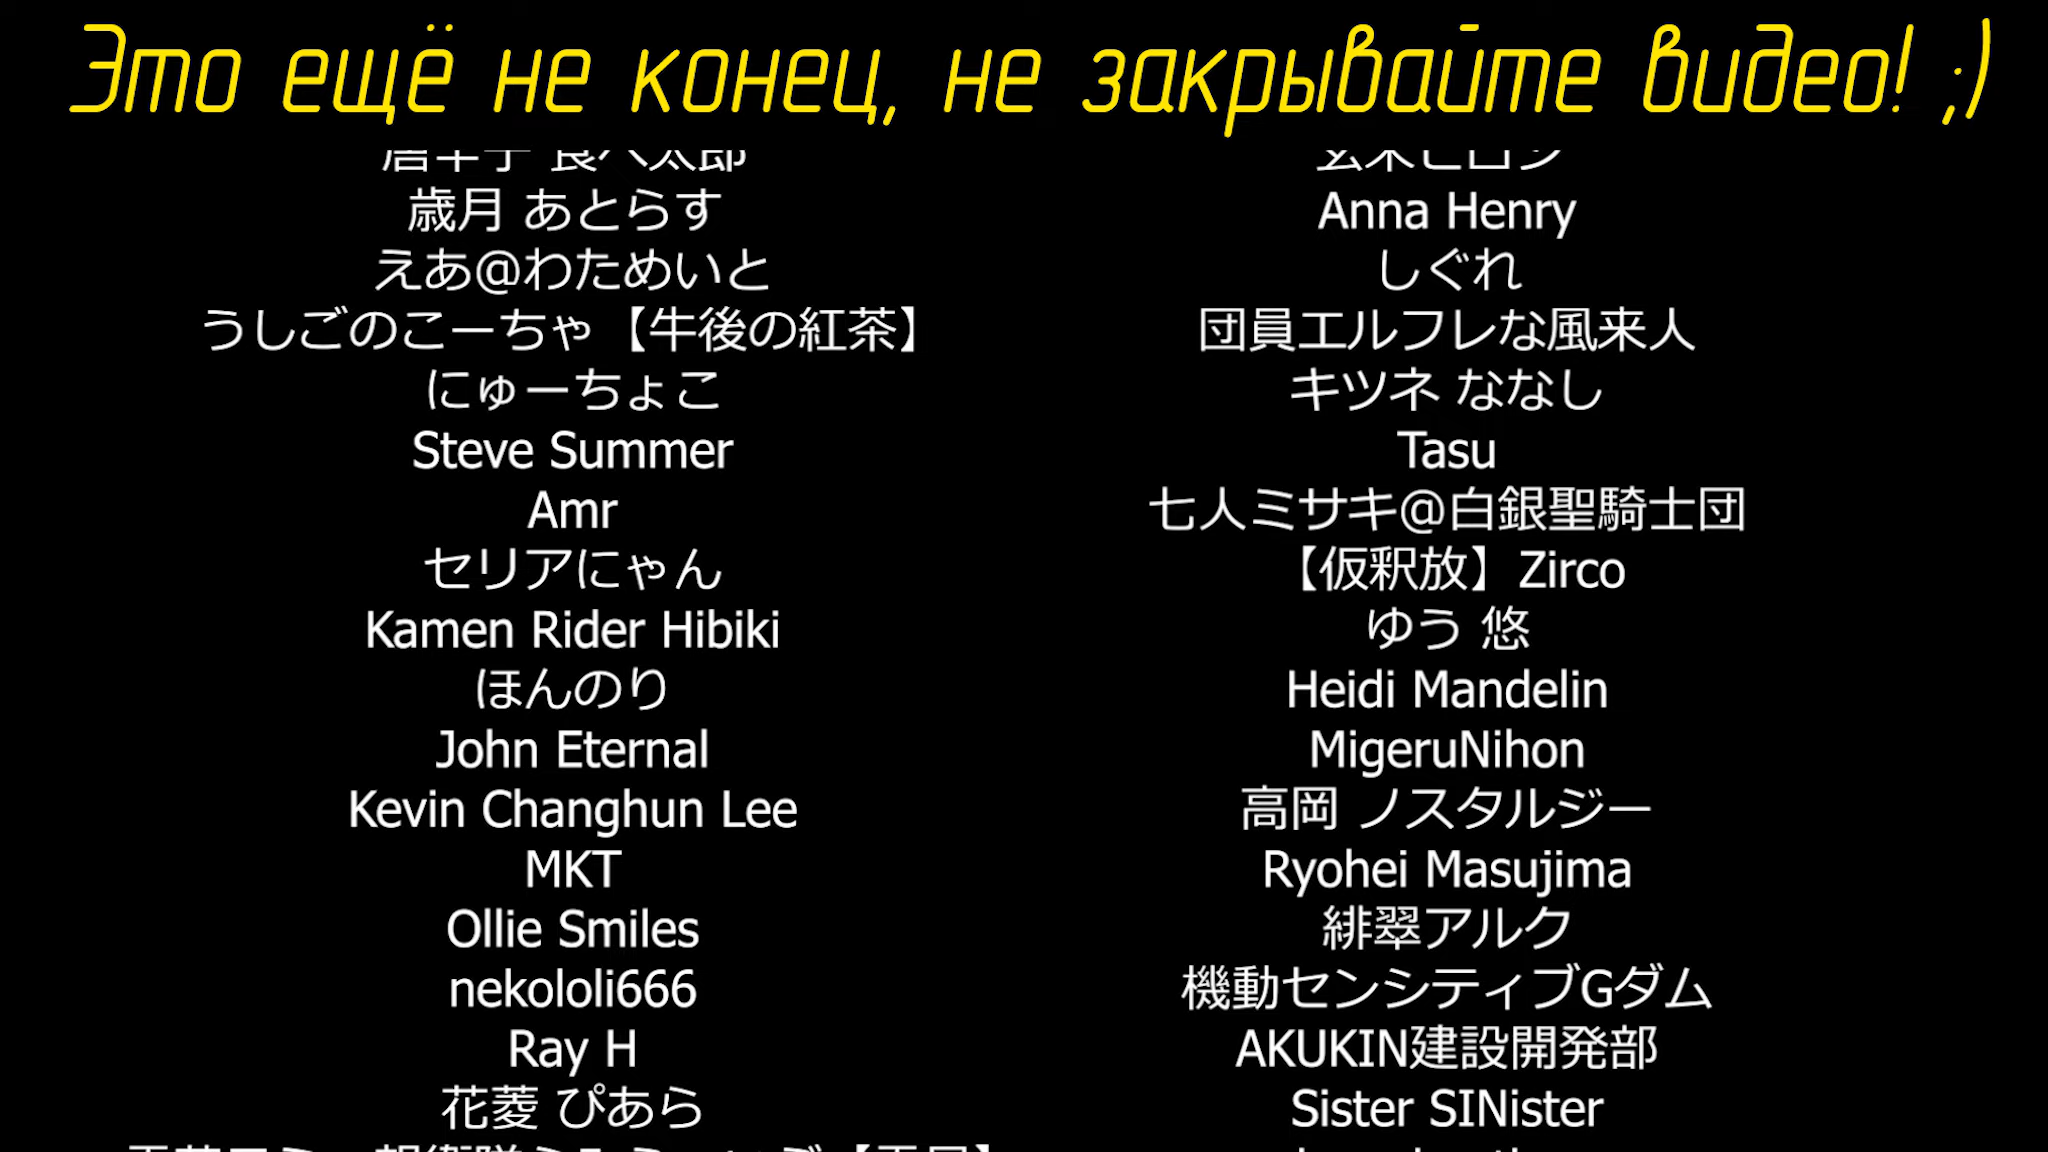 Это ещё не конец, не закрывайте видео! ;)
唐辛子 食べ太郎
歳月 あとらす
えあ@わためいと
うしごのこーちゃ【牛後の紅茶】
にゅーちょこ
Steve Summer
Amr
セリアにゃん
Kamen Rider Hibiki
ほんのり
John Eternal
Kevin Changhun Lee
MKT
Ollie Smiles
nekololi666
Ray H
花菱 ぴあら
Anna Henry
しぐれ
団員エルフレな風来人
キツネ ななし
Tasu
七人ミサキ@白銀聖騎士団
【仮釈放】Zirco
ゆう 悠
Heidi Mandelin
MigeruNihon
高岡 ノスタルジー
Ryohei Masujima
緋翠アルク
機動センシティブGダム
AKUKIN建設開発部
Sister SINister